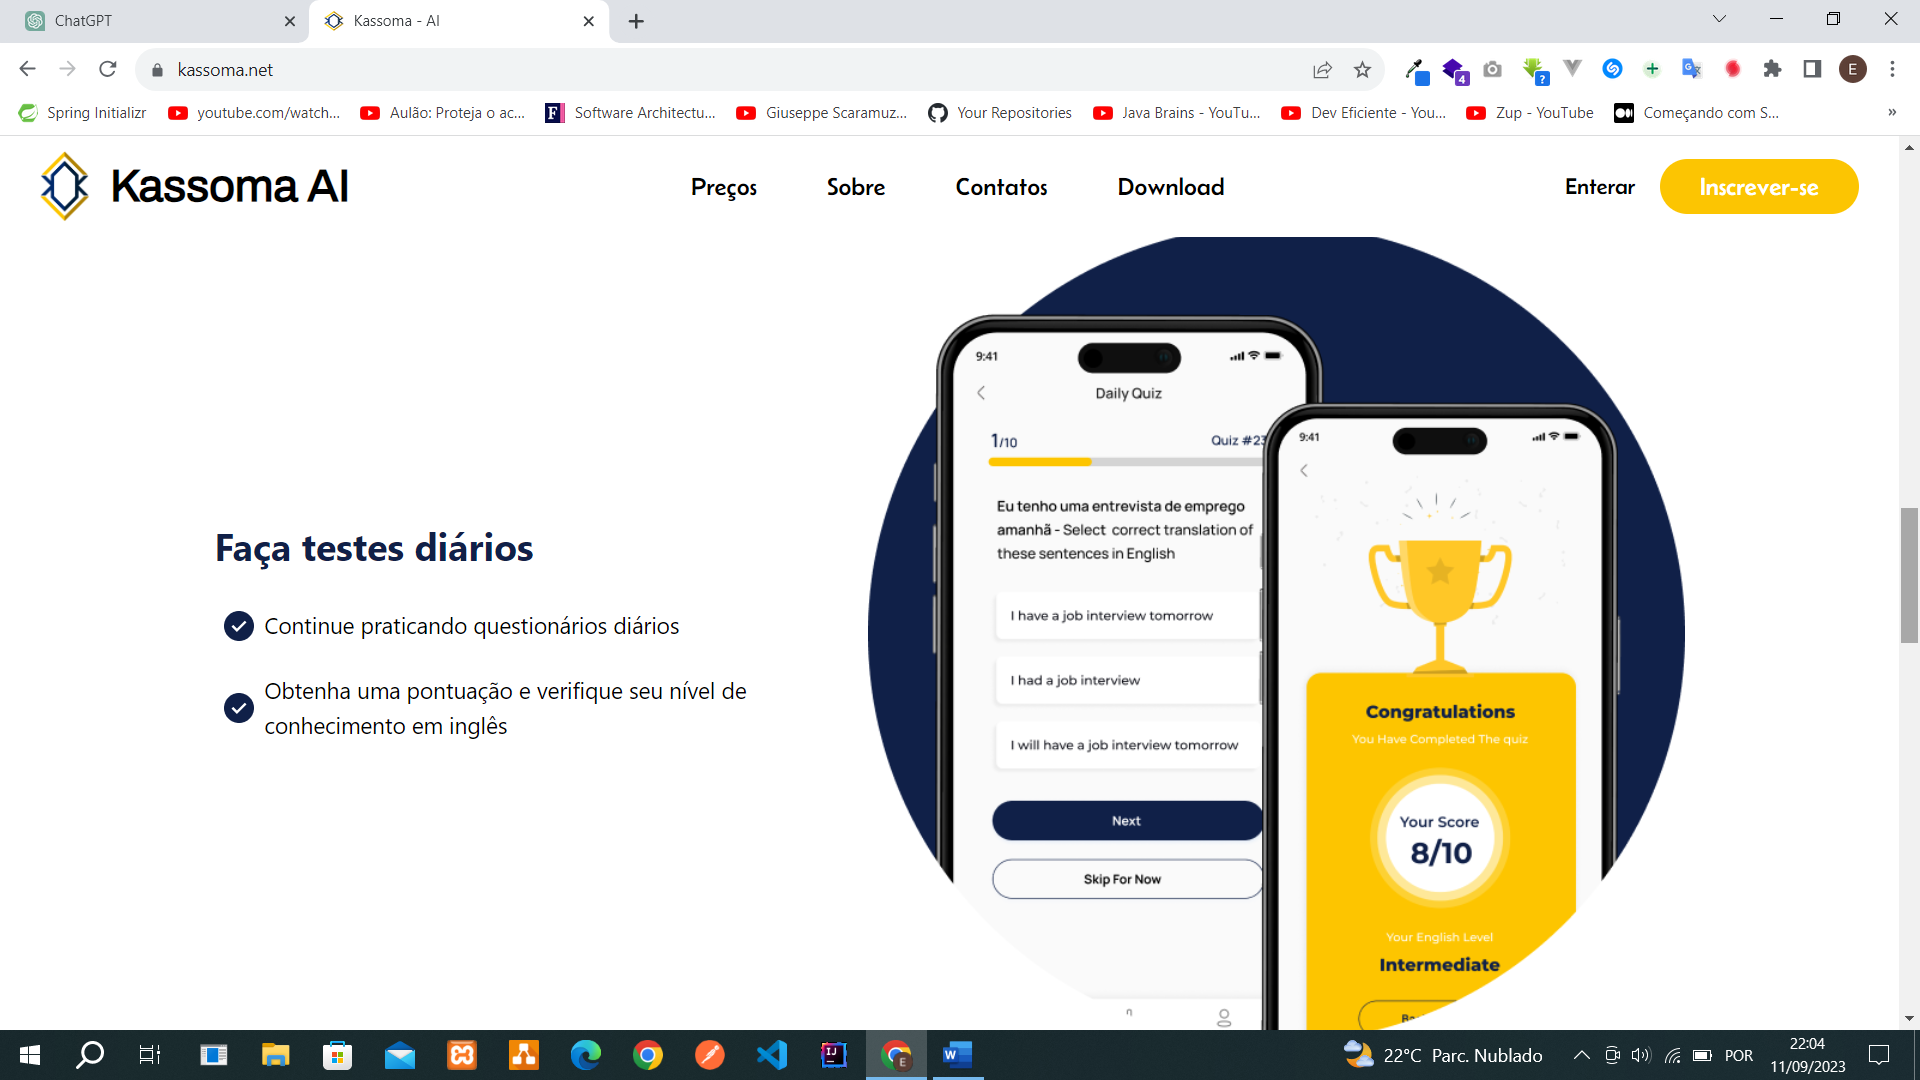 ChatGPT
Kassoma - AI
kassoma.net
4
?
E
Spring Initializr
youtube.com/watch...
Aulão: Proteja o ac...
Software Architectu...
Giuseppe Scaramuz...
Your Repositories
Java Brains - YouTu...
Dev Eficiente - You...
Zup - YouTube
Começando com S...
»
Kassoma AI
Preços
Sobre
Contatos
Download
Enterar
Inscrever-se
Faça testes diários
Continue praticando questionários diários
Obtenha uma pontuação e verifique seu nível de
conhecimento em inglês
9:41
Daily Quiz
1/10
Quiz #23
Eu tenho uma entrevista de emprego
amanhã - Select correct translation of
these sentences in English
I have a job interview tomorrow
I had a job interview
I will have a job interview tomorrow
Next
Skip For Now
9:41
Congratulations
You Have Completed The quiz
Your Score
8/10
Your English Level
Intermediate
22°C Parc. Nublado
POR
22:04
11/09/2023